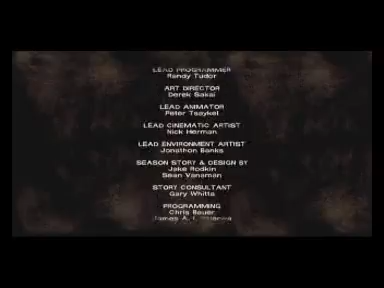 LEAD PROGRAMMER
Randy Tudor
ART DIRECTOR
Derek Sakai
LEAD ANIMATOR
Peter Tsaykel
LEAD CINEMATIC ARTIST
Nick Herman
LEAD ENVIRONMENT ARTIST
Jonathon Banks
SEASON STORY & DESIGN BY
Jake Rodkin
Sean Vanaman
STORY CONSULTANT
Gary Whitta
PROGRAMMING
Chris Bauer
James A.